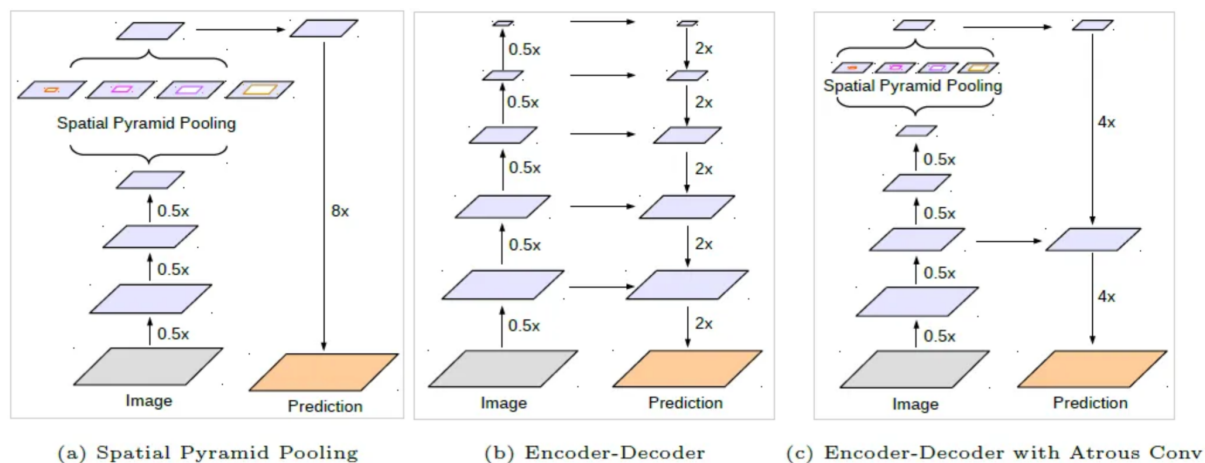 Spatial Pyramid Pooling
0.5x
0.5x
0.5x
8x
Image
Prediction
(a) Spatial Pyramid Pooling
0.5x
0.5x
0.5x
0.5x
0.5x
2x
2x
2x
2x
2x
Image
Prediction
(b) Encoder-Decoder
Spatial Pyramid Pooling
0.5x
0.5x
0.5x
0.5x
4x
4x
Image
Prediction
(c) Encoder-Decoder with Atrous Conv